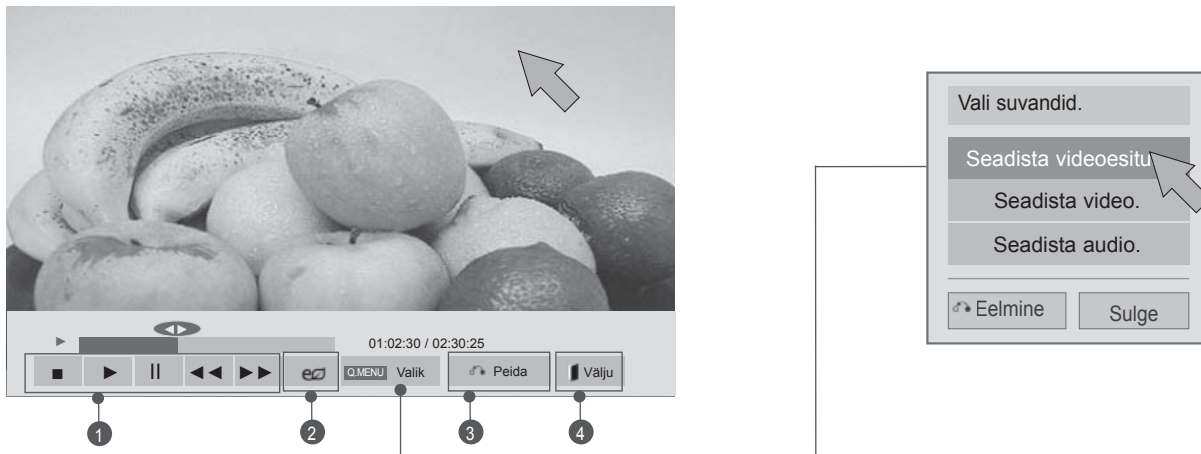 01:02:30 / 02:30:25
Q.MENU Valik
Peida
Välju
1
2
3
4
Vali suvandid.
Seadista videoesitu
Seadista video.
Seadista audio.
Eelmine
Sulge